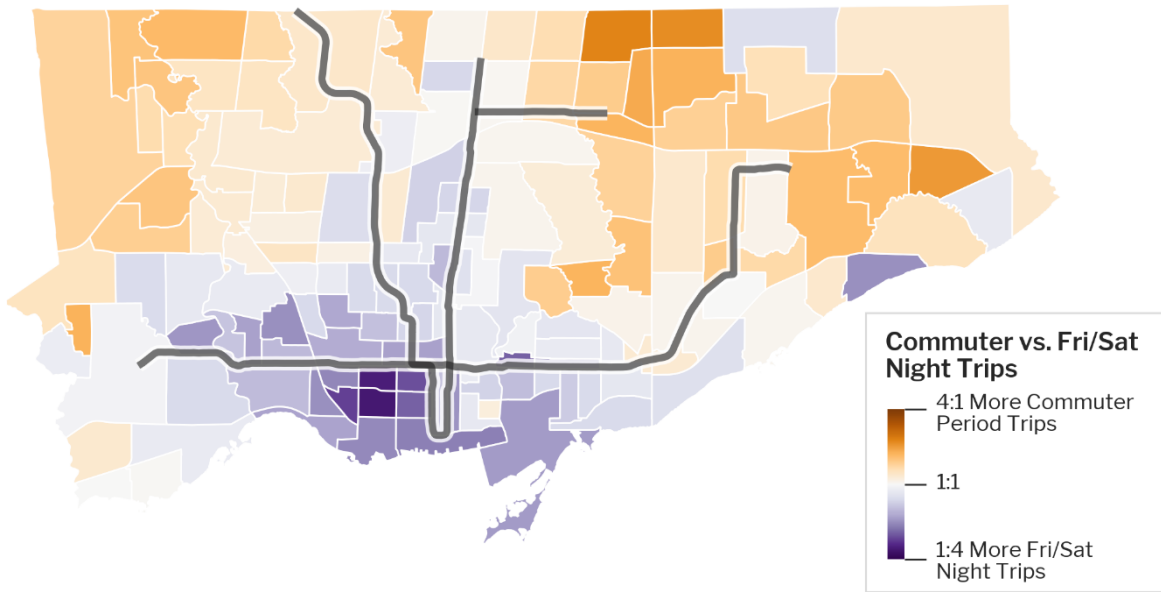 Commuter vs. Fri/Sat
Night Trips
4:1 More Commuter
Period Trips
1:1
1:4 More Fri/Sat
Night Trips